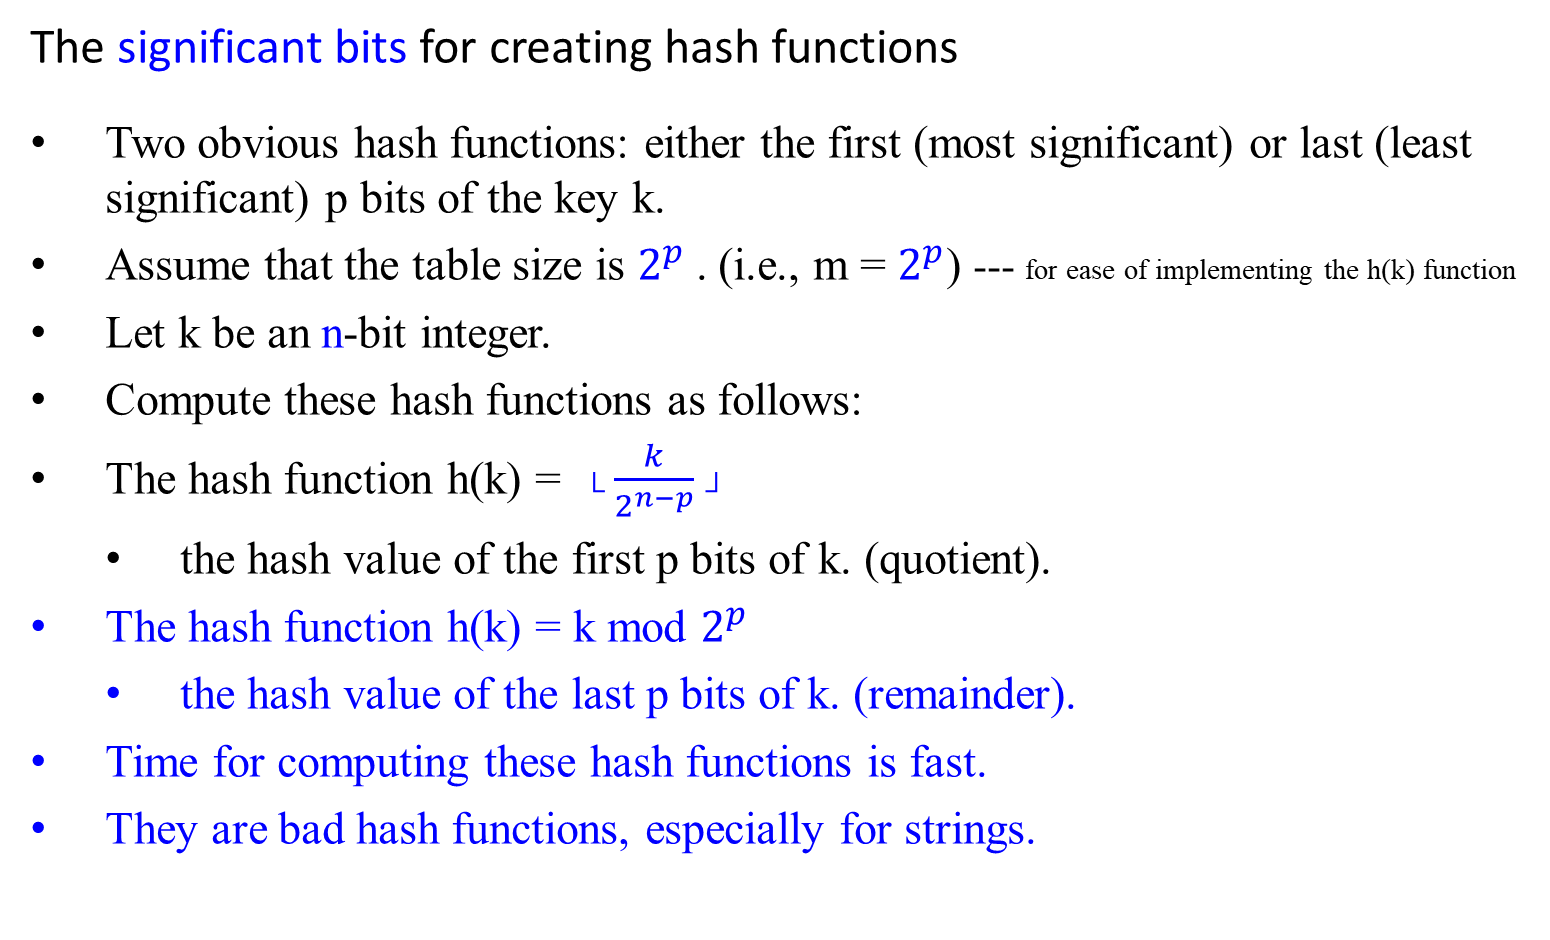 The significant bits for creating hash functions
• Two obvious hash functions: either the first (most significant) or last (least
significant) p bits of the key k.
• Assume that the table size is 2^p . (i.e., m = 2^p) --- for ease of implementing the h(k) function
• Let k be an n-bit integer.
• Compute these hash functions as follows:
• The hash function h(k) = ⌊k/2^(n−p)⌋
• the hash value of the first p bits of k. (quotient).
• The hash function h(k) = k mod 2^p
• the hash value of the last p bits of k. (remainder).
• Time for computing these hash functions is fast.
• They are bad hash functions, especially for strings.